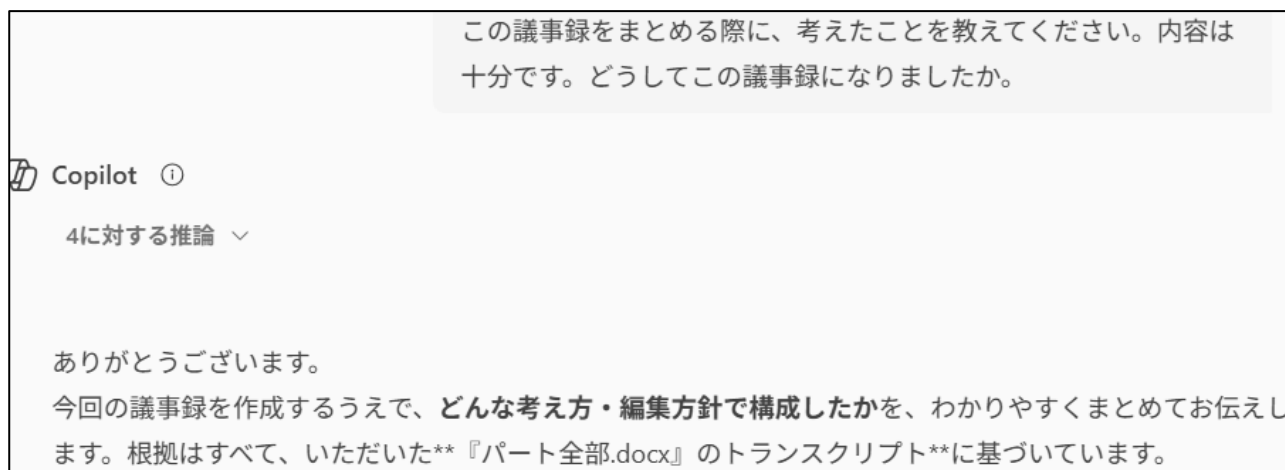 この議事録をまとめる際に、考えたことを教えてください。内容は
十分です。どうしてこの議事録になりましたか。
Copilot
4に対する推論
ありがとうございます。
今回の議事録を作成するうえで、どんな考え方・編集方針で構成したかを、わかりやすくまとめてお伝えし
ます。根拠はすべて、いただいた**『パート全部.docx』のトランスクリプト**に基づいています。